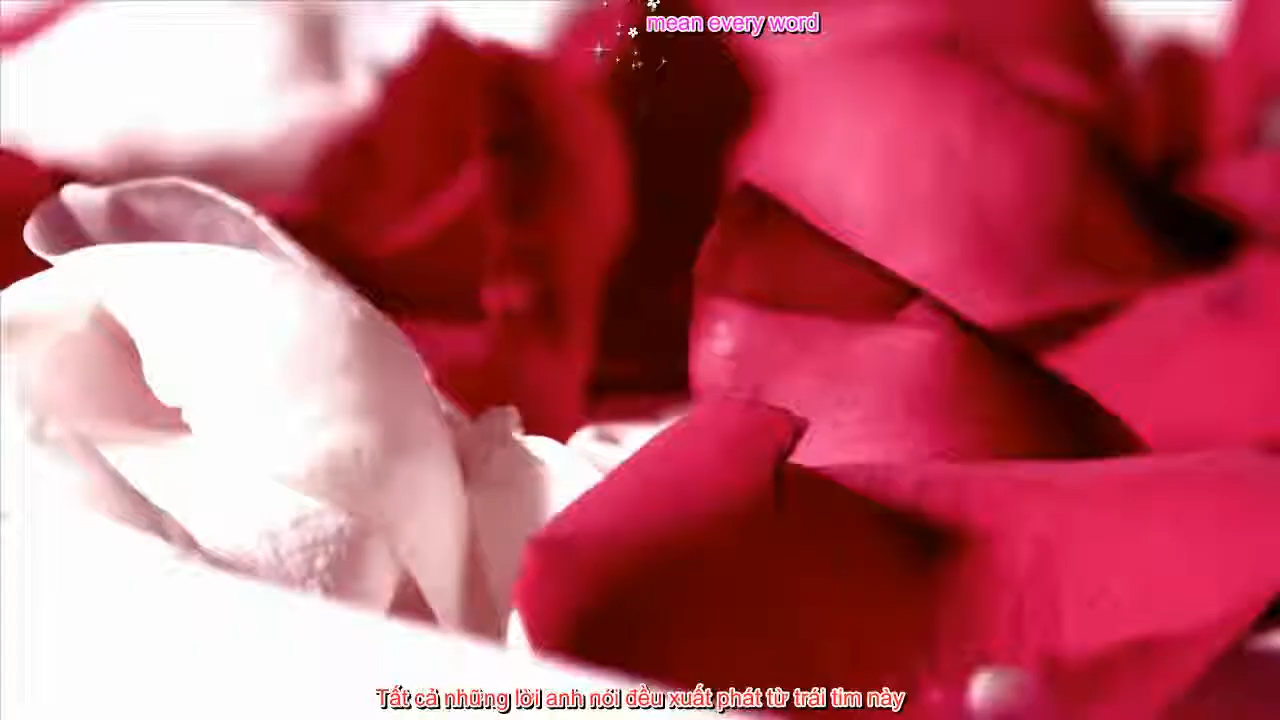 mean every word
Tất cả những lời anh nói đều xuất phát từ trái tim này